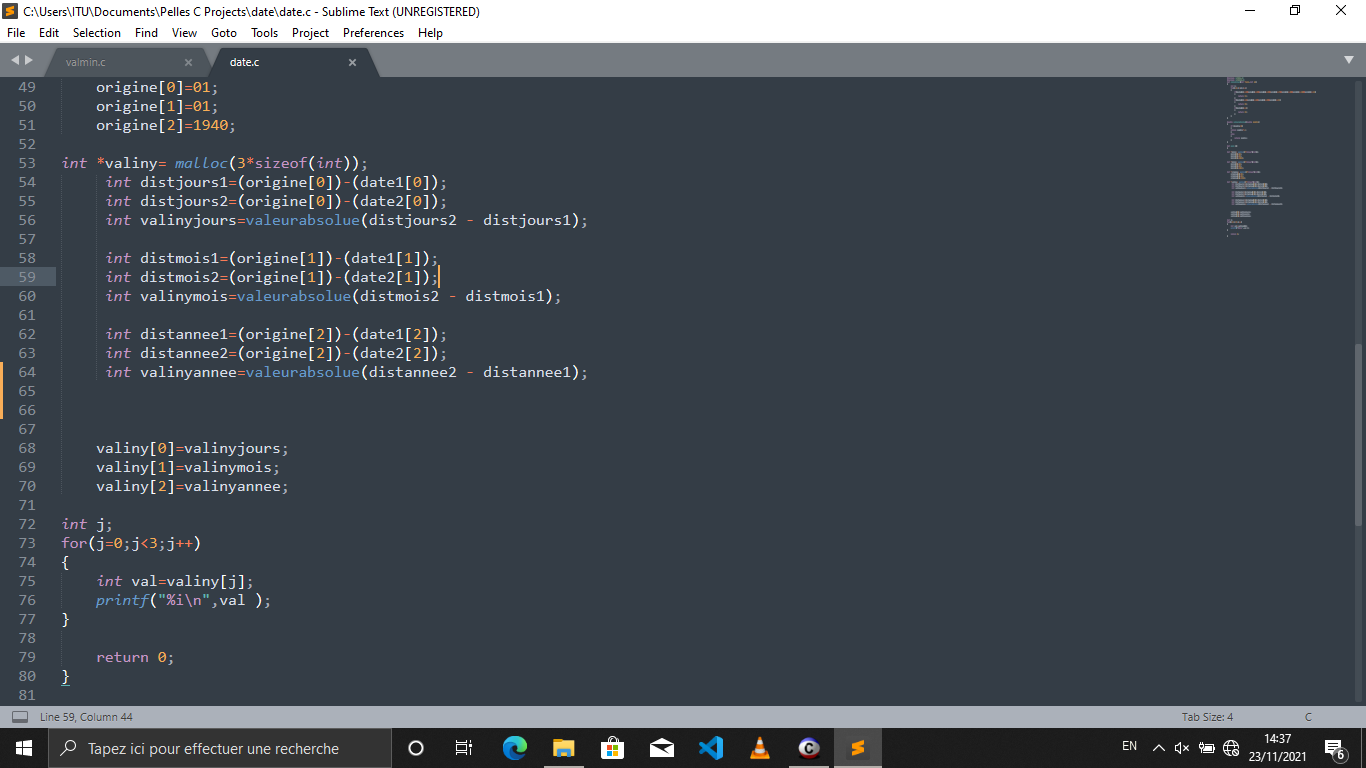 C:\Users\ITU\Documents\Pelles C Projects\date\date.c - Sublime Text (UNREGISTERED)
File Edit Selection Find View Goto Tools Project Preferences Help
valmin.c × date.c ×
49 origine[0]=01;
50 origine[1]=01;
51 origine[2]=1940;
52
53 int *valiny= malloc(3*sizeof(int));
54 int distjours1=(origine[0])-(date1[0]);
55 int distjours2=(origine[0])-(date2[0]);
56 int valinyjours=valeurabsolue(distjours2 - distjours1);
57
58 int distmois1=(origine[1])-(date1[1]);
59 int distmois2=(origine[1])-(date2[1]);
60 int valinymois=valeurabsolue(distmois2 - distmois1);
61
62 int distannee1=(origine[2])-(date1[2]);
63 int distannee2=(origine[2])-(date2[2]);
64 int valinyannee=valeurabsolue(distannee2 - distannee1);
65
66
67
68 valiny[0]=valinyjours;
69 valiny[1]=valinymois;
70 valiny[2]=valinyannee;
71
72 int j;
73 for(j=0;j<3;j++)
74 {
75 int val=valiny[j];
76 printf("%i\n",val );
77 }
78
79 return 0;
80 }
81
Line 59, Column 44 Tab Size: 4 C
Tapez ici pour effectuer une recherche
EN
14:37
23/11/2021
6